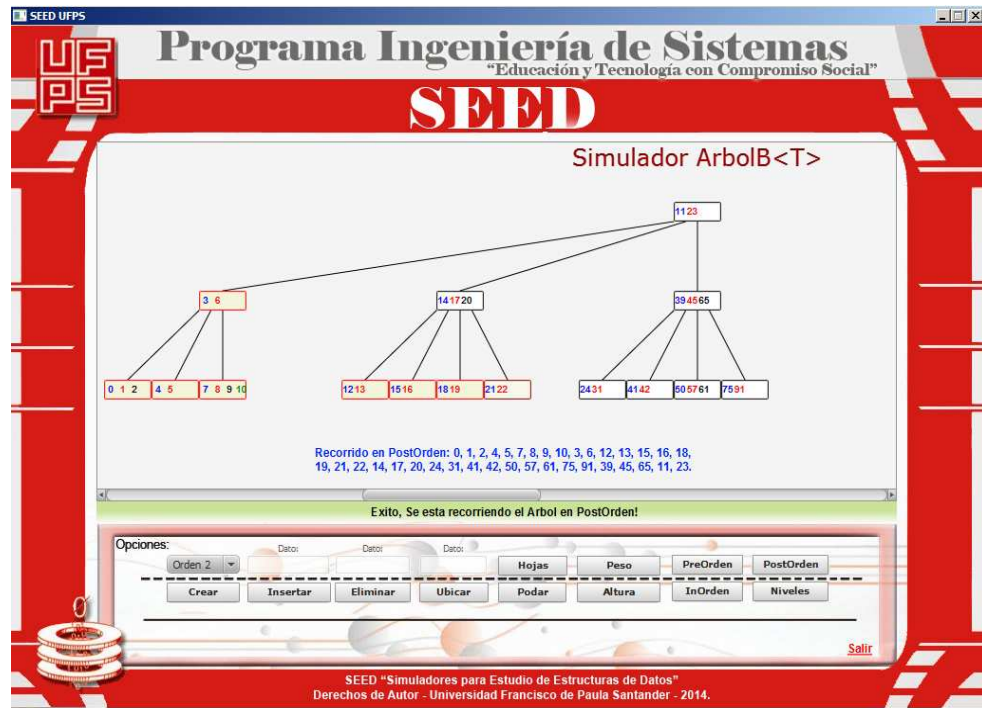 SEED UFPS
UFPS
Programa Ingeniería de Sistemas
“Educación y Tecnología con Compromiso Social”
SEED
Simulador ArbolB<T>
11 23
3 6
14 17 20
39 45 65
0 1 2 4 5 7 8 9 10 12 13 15 16 18 19 21 22 24 31 41 42 50 57 61 75 91
Recorrido en PostOrden: 0, 1, 2, 4, 5, 7, 8, 9, 10, 3, 6, 12, 13, 15, 16, 18,
19, 21, 22, 14, 17, 20, 24, 31, 41, 42, 50, 57, 61, 75, 91, 39, 45, 65, 11, 23.
Exito, Se esta recorriendo el Arbol en PostOrden!
Opciones:
Dato: Dato: Dato:
Orden 2 Hojas Peso PreOrden PostOrden
Crear Insertar Eliminar Ubicar Podar Altura InOrden Niveles
Salir
SEED “Simuladores para Estudio de Estructuras de Datos”
Derechos de Autor - Universidad Francisco de Paula Santander - 2014.